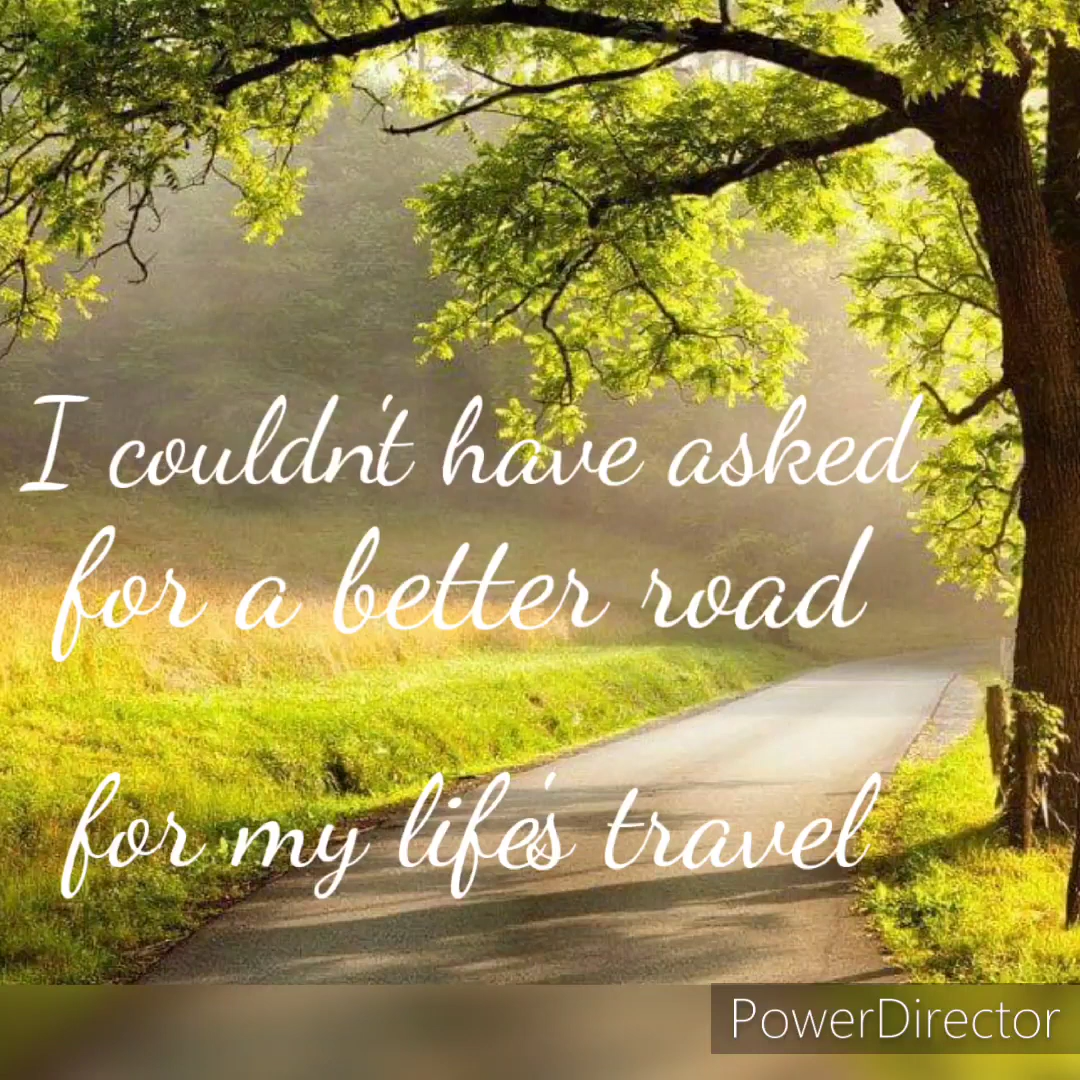 I couldn't have asked
for a better road
for my life's travel
PowerDirector